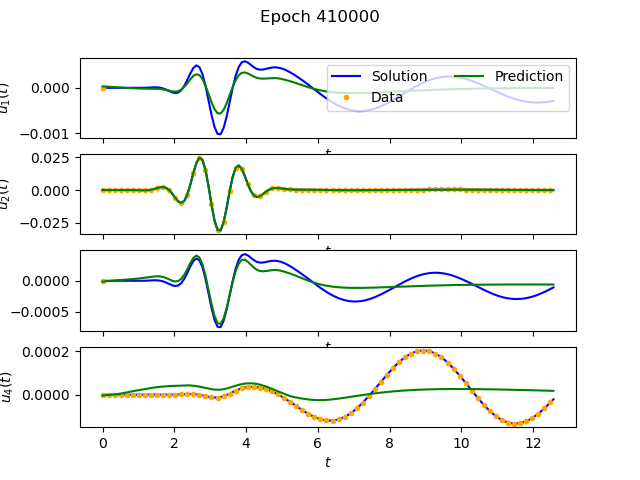 Epoch 410000
u1(t)
0.000
−0.001
Solution
Data
Prediction
t
u2(t)
0.025
0.000
−0.025
t
0.0000
−0.0005
t
u4(t)
0.0002
0.0000
0 2 4 6 8 10 12
t